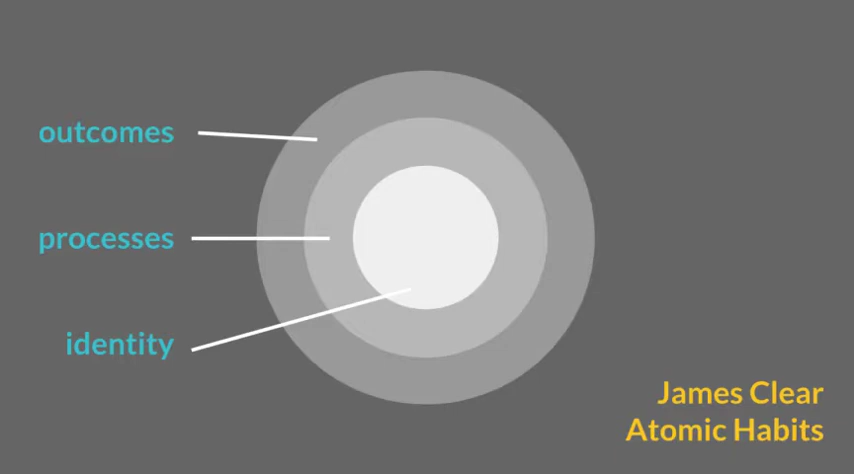 outcomes
processes
identity
James Clear
Atomic Habits